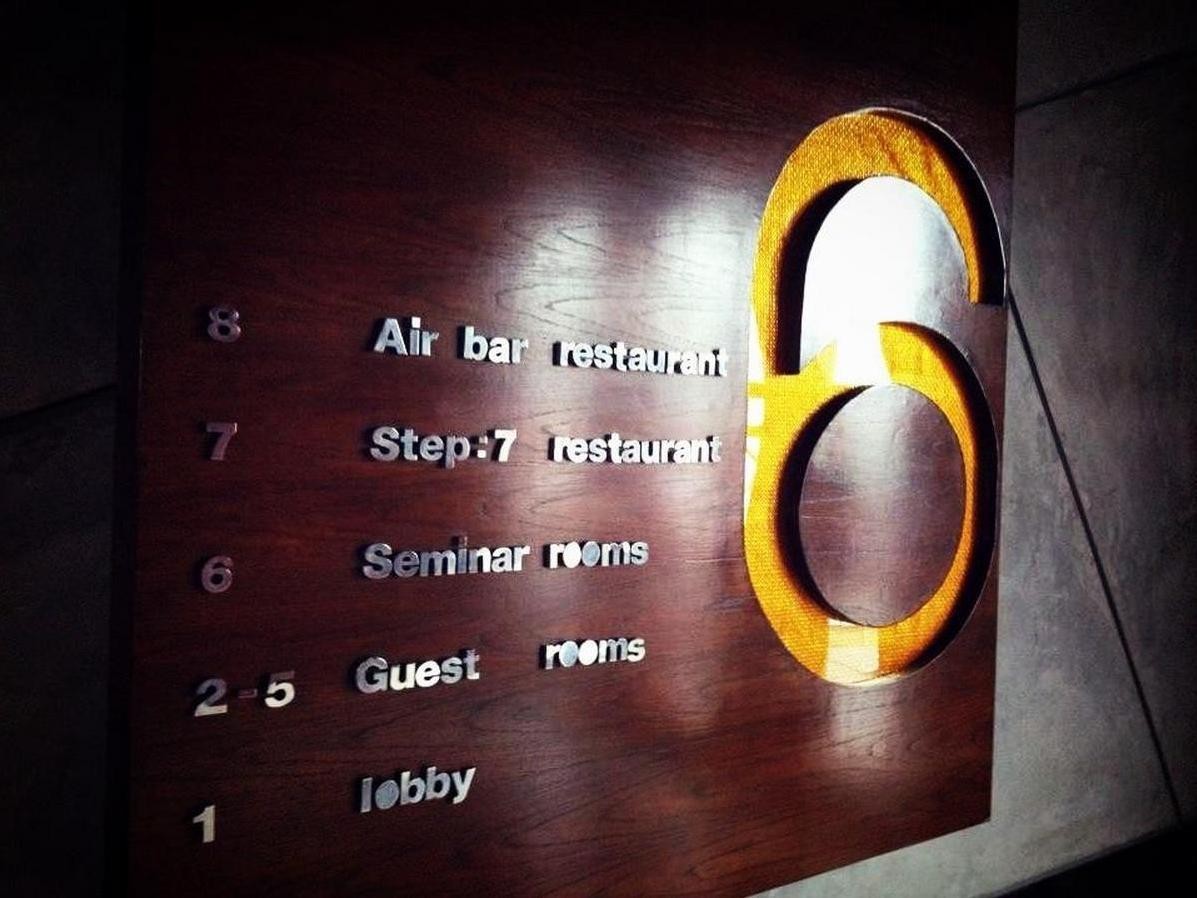 8 Air bar restaurant
7 Step:7 restaurant
6 Seminar rooms
2-5 Guest rooms
1 lobby
6